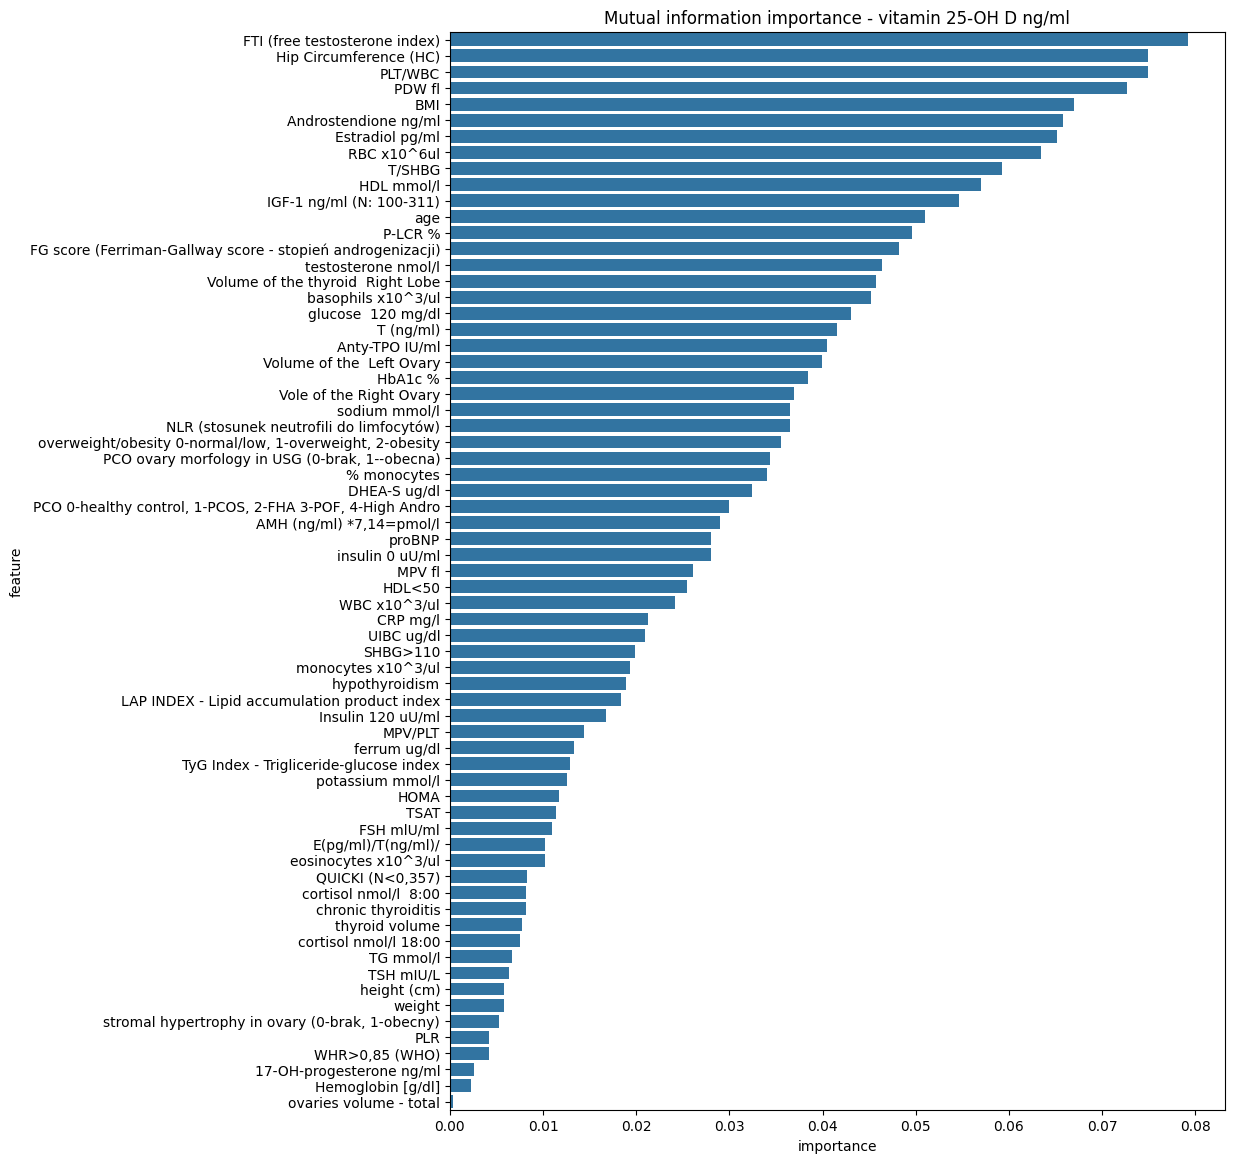 Mutual information importance - vitamin 25-OH D ng/ml
FTI (free testosterone index)
Hip Circumference (HC)
PLT/WBC
PDW fl
BMI
Androstendione ng/ml
Estradiol pg/ml
RBC x10^6ul
T/SHBG
HDL mmol/l
IGF-1 ng/ml (N: 100-311)
age
P-LCR %
FG score (Ferriman-Gallway score - stopień androgenizacji)
testosterone nmol/l
Volume of the thyroid  Right Lobe
basophils x10^3/ul
glucose  120 mg/dl
T (ng/ml)
Anty-TPO IU/ml
Volume of the  Left Ovary
HbA1c %
Vole of the Right Ovary
sodium mmol/l
NLR (stosunek neutrofili do limfocytów)
overweight/obesity 0-normal/low, 1-overweight, 2-obesity
PCO ovary morfology in USG (0-brak, 1--obecna)
% monocytes
DHEA-S ug/dl
PCO 0-healthy control, 1-PCOS, 2-FHA 3-POF, 4-High Andro
AMH (ng/ml) *7,14=pmol/l
proBNP
insulin 0 uU/ml
MPV fl
HDL<50
WBC x10^3/ul
CRP mg/l
UIBC ug/dl
SHBG>110
monocytes x10^3/ul
hypothyroidism
LAP INDEX - Lipid accumulation product index
Insulin 120 uU/ml
MPV/PLT
ferrum ug/dl
TyG Index - Trigliceride-glucose index
potassium mmol/l
HOMA
TSAT
FSH mlU/ml
E(pg/ml)/T(ng/ml)/
eosinocytes x10^3/ul
QUICKI (N<0,357)
cortisol nmol/l  8:00
chronic thyroiditis
thyroid volume
cortisol nmol/l 18:00
TG mmol/l
TSH mIU/L
height (cm)
weight
stromal hypertrophy in ovary (0-brak, 1-obecny)
PLR
WHR>0,85 (WHO)
17-OH-progesterone ng/ml
Hemoglobin [g/dl]
ovaries volume - total
feature
0.00 0.01 0.02 0.03 0.04 0.05 0.06 0.07 0.08
importance